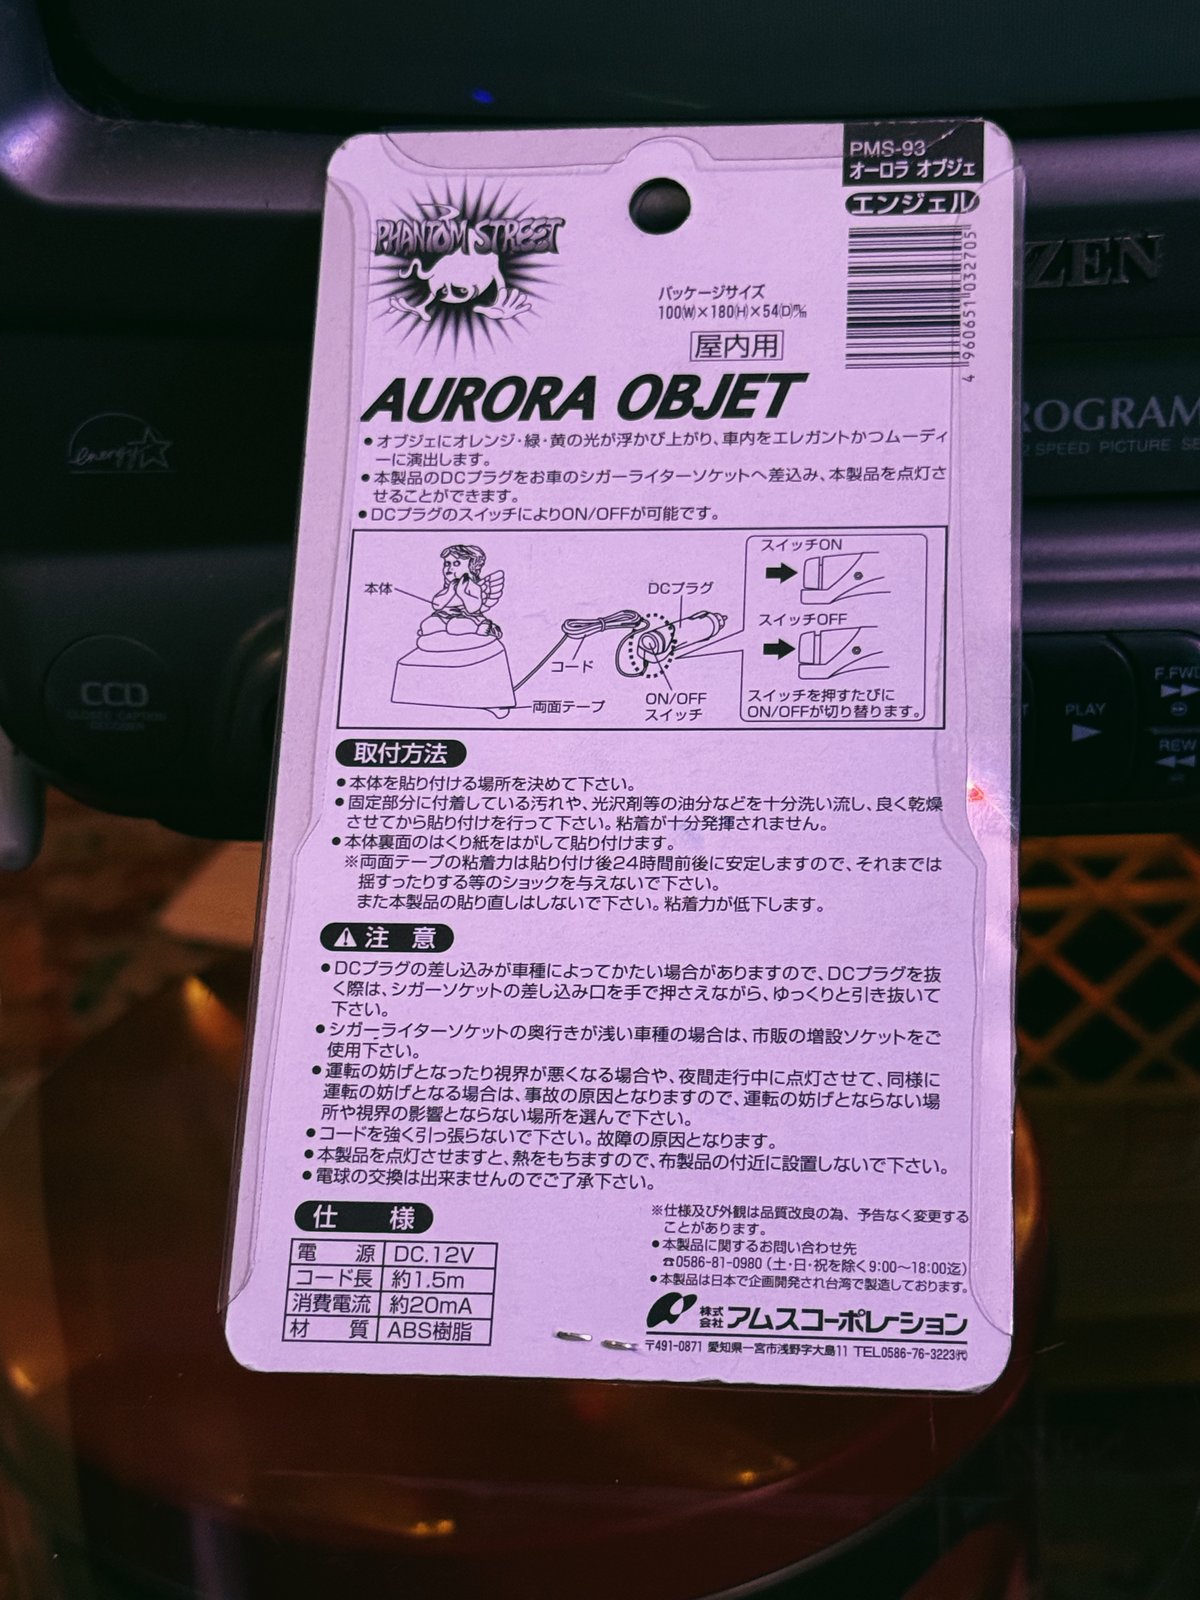 PMS-93
オーロラ オブジェ
エンジェル
4 960651 032705
PHANTOM STREET
パッケージサイズ
100(W)×180(H)×54(D)㎜
屋内用
AURORA OBJET
●オブジェにオレンジ・緑・黄の光が浮かび上がり、車内をエレガントかつムーディ
ーに演出します。
●本製品のDCプラグをお車のシガーライターソケットへ差込み、本製品を点灯さ
せることができます。
●DCプラグのスイッチによりON/OFFが可能です。
本体
コード
両面テープ
DCプラグ
ON/OFF
スイッチ
スイッチON
スイッチOFF
スイッチを押すたびに
ON/OFFが切り替ります。
取付方法
●本体を貼り付ける場所を決めて下さい。
●固定部分に付着している汚れや、光沢剤等の油分などを十分洗い流し、良く乾燥
させてから貼り付けを行って下さい。粘着が十分発揮されません。
●本体裏面のはくり紙をはがして貼り付けます。
※両面テープの粘着力は貼り付け後24時間前後に安定しますので、それまでは
揺すったりする等のショックを与えないで下さい。
また本製品の貼り直しはしないで下さい。粘着力が低下します。
⚠注 意
●DCプラグの差し込みが車種によってかたい場合がありますので、DCプラグを抜
く際は、シガーソケットの差し込み口を手で押さえながら、ゆっくりと引き抜いて
下さい。
●シガーライターソケットの奥行きが浅い車種の場合は、市販の増設ソケットをご
使用下さい。
●運転の妨げとなったり視界が悪くなる場合や、夜間走行中に点灯させて、同様に
運転の妨げとなる場合は、事故の原因となりますので、運転の妨げとならない場
所や視界の影響とならない場所を選んで下さい。
●コードを強く引っ張らないで下さい。故障の原因となります。
●本製品を点灯させますと、熱をもちますので、布製品の付近に設置しないで下さい。
●電球の交換は出来ませんのでご了承下さい。
仕 様
電 源 DC.12V
コード長 約1.5m
消費電流 約20mA
材 質 ABS樹脂
※仕様及び外観は品質改良の為、予告なく変更する
ことがあります。
●本製品に関するお問い合わせ先
☎0586-81-0980(土・日・祝を除く9:00〜18:00迄)
●本製品は日本で企画開発され台湾で製造しております。
株式会社 アムスコーポレーション
〒491-0871 愛知県一宮市浅野字大島11 TEL0586-76-3223代
ZEN
ROGRAM
2 SPEED PICTURE SE
energy
CCD
CLOSED CAPTION
DECODER
PLAY
F.FWD
REW